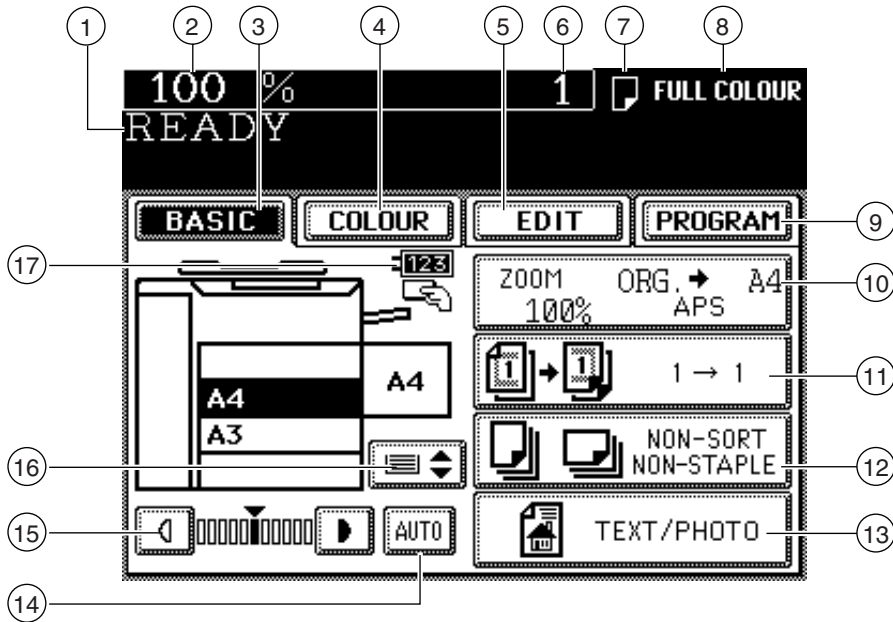 1 2 3 4 5 6 7 8
100 % 1 FULL COLOUR
READY
BASIC COLOUR EDIT PROGRAM
9
17 123
ZOOM ORG.➔ A4
100% APS
10
1 ➔ 1 1 → 1
11
A4 A4
A3
16
NON-SORT
NON-STAPLE
12
15 AUTO
TEXT/PHOTO
13
14